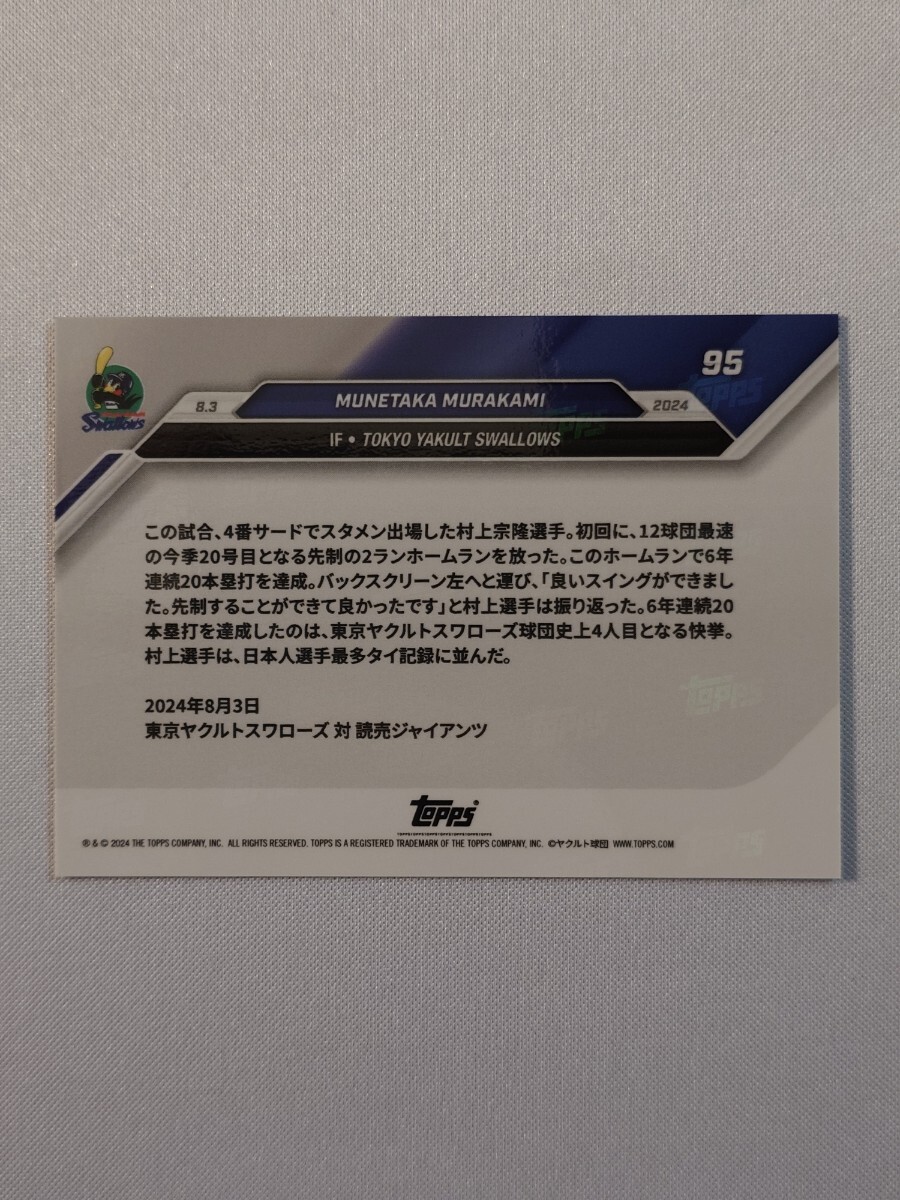 95
Swallows
8.3
MUNETAKA MURAKAMI
2024
IF • TOKYO YAKULT SWALLOWS
この試合、4番サードでスタメン出場した村上宗隆選手。初回に、12球団最速
の今季20号目となる先制の2ランホームランを放った。このホームランで6年
連続20本塁打を達成。バックスクリーン左へと運び、「良いスイングができまし
た。先制することができて良かったです」と村上選手は振り返った。6年連続20
本塁打を達成したのは、東京ヤクルトスワローズ球団史上4人目となる快挙。
村上選手は、日本人選手最多タイ記録に並んだ。
2024年8月3日
東京ヤクルトスワローズ 対 読売ジャイアンツ
topps
® & © 2024 THE TOPPS COMPANY, INC. ALL RIGHTS RESERVED. TOPPS IS A REGISTERED TRADEMARK OF THE TOPPS COMPANY, INC. ©ヤクルト球団 WWW.TOPPS.COM